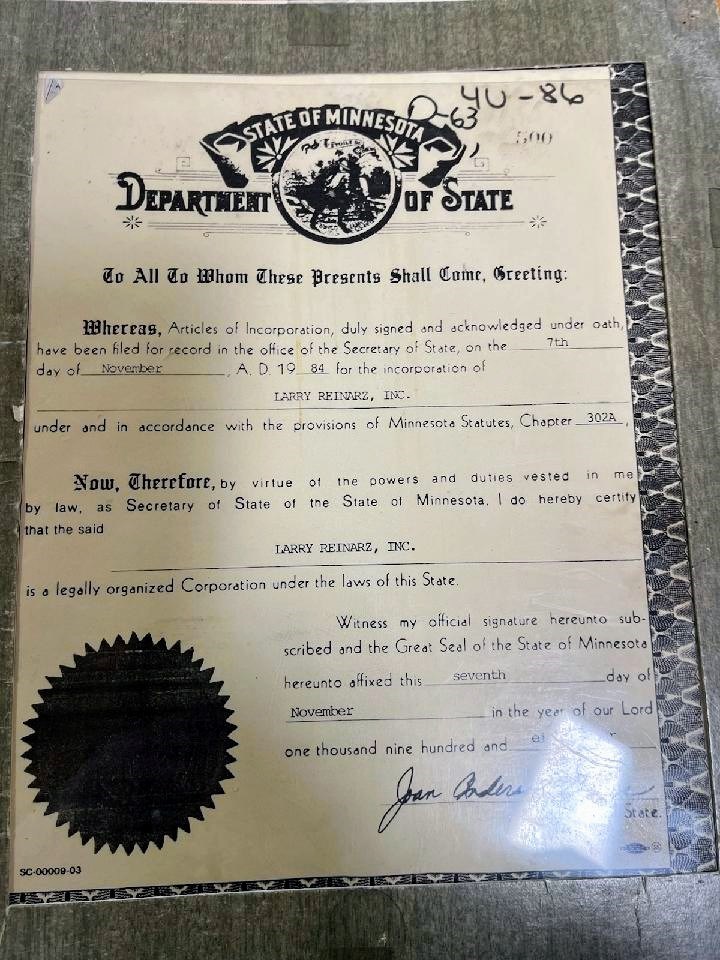 4U-86
D-63
500
STATE OF MINNESOTA
DEPARTMENT OF STATE
To All To Whom These Presents Shall Come, Greeting:
Whereas, Articles of Incorporation, duly signed and acknowledged under oath,
have been filed for record in the office of the Secretary of State, on the 7th
day of November, A. D. 19 84 for the incorporation of
LARRY REINARZ, INC.
under and in accordance with the provisions of Minnesota Statutes, Chapter 302A,
Now, Therefore, by virtue of the powers and duties vested in me
by law, as Secretary of State of the State of Minnesota, I do hereby certify
that the said
LARRY REINARZ, INC.
is a legally organized Corporation under the laws of this State.
Witness my official signature hereunto sub-
scribed and the Great Seal of the State of Minnesota
hereunto affixed this seventh day of
November in the year of our Lord
one thousand nine hundred and
Joan
State.
SC-00009-03